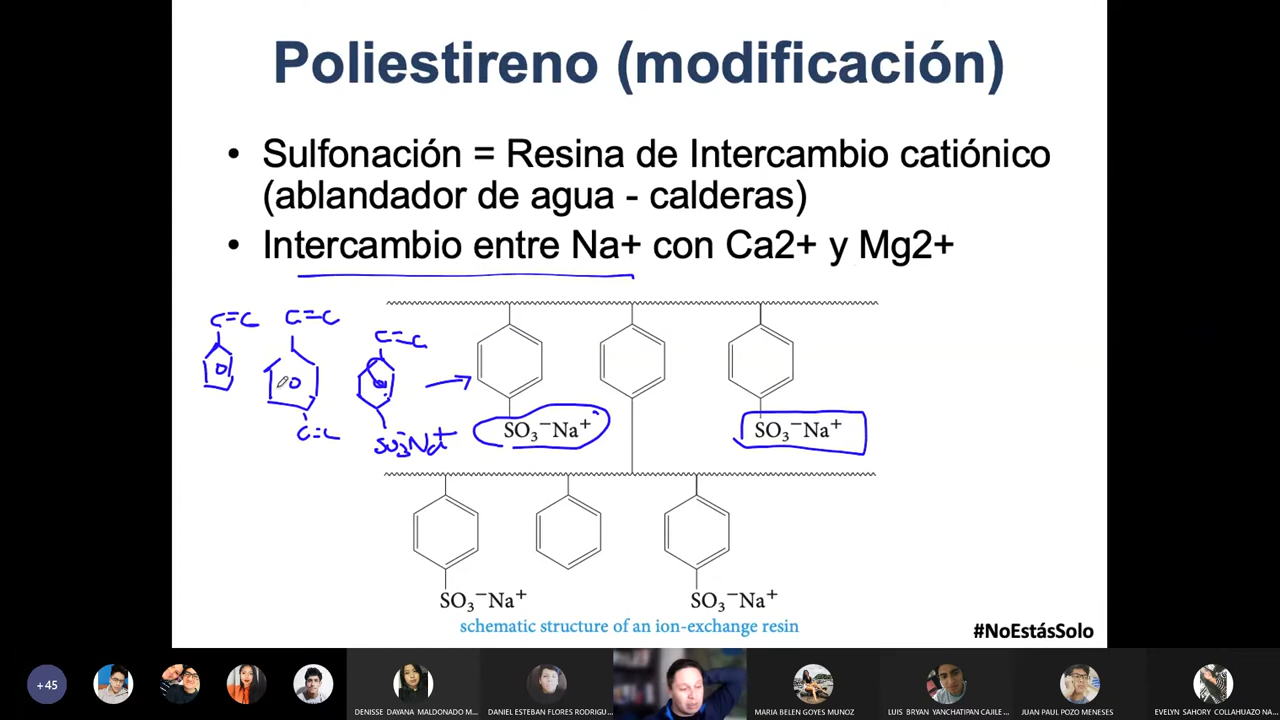 Poliestireno (modificación)
• Sulfonación = Resina de Intercambio catiónico
(ablandador de agua - calderas)
• Intercambio entre Na+ con Ca2+ y Mg2+
C=C C=C C=C
C=C
SO3-Na+
SO3−Na+ SO3−Na+
SO3−Na+ SO3−Na+
schematic structure of an ion-exchange resin
#NoEstásSolo
+45
DENISSE DAYANA MALDONADO M...
DANIEL ESTEBAN FLORES RODRIGU...
MARIA BELEN GOYES MUNOZ
LUIS BRYAN YANCHATIPAN CAJILE...
JUAN PAUL POZO MENESES
EVELYN SAHORY COLLAHUAZO NA...